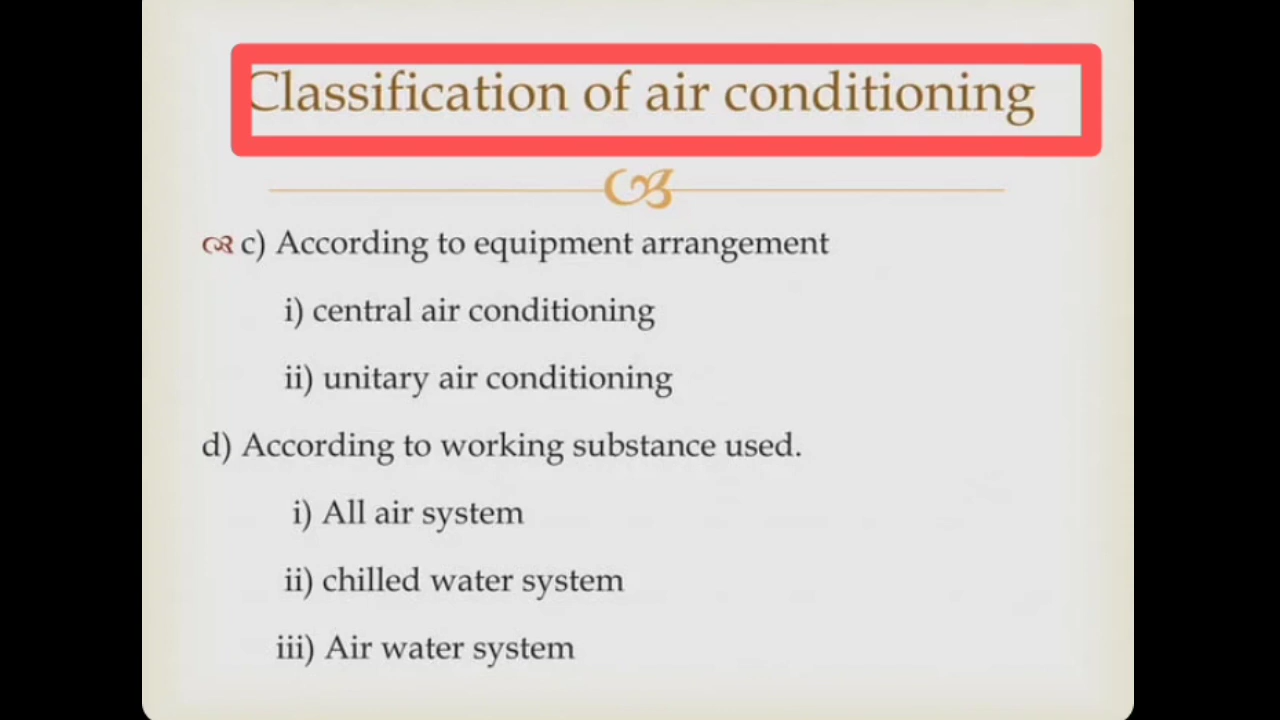 Classification of air conditioning
c) According to equipment arrangement
i) central air conditioning
ii) unitary air conditioning
d) According to working substance used.
i) All air system
ii) chilled water system
iii) Air water system